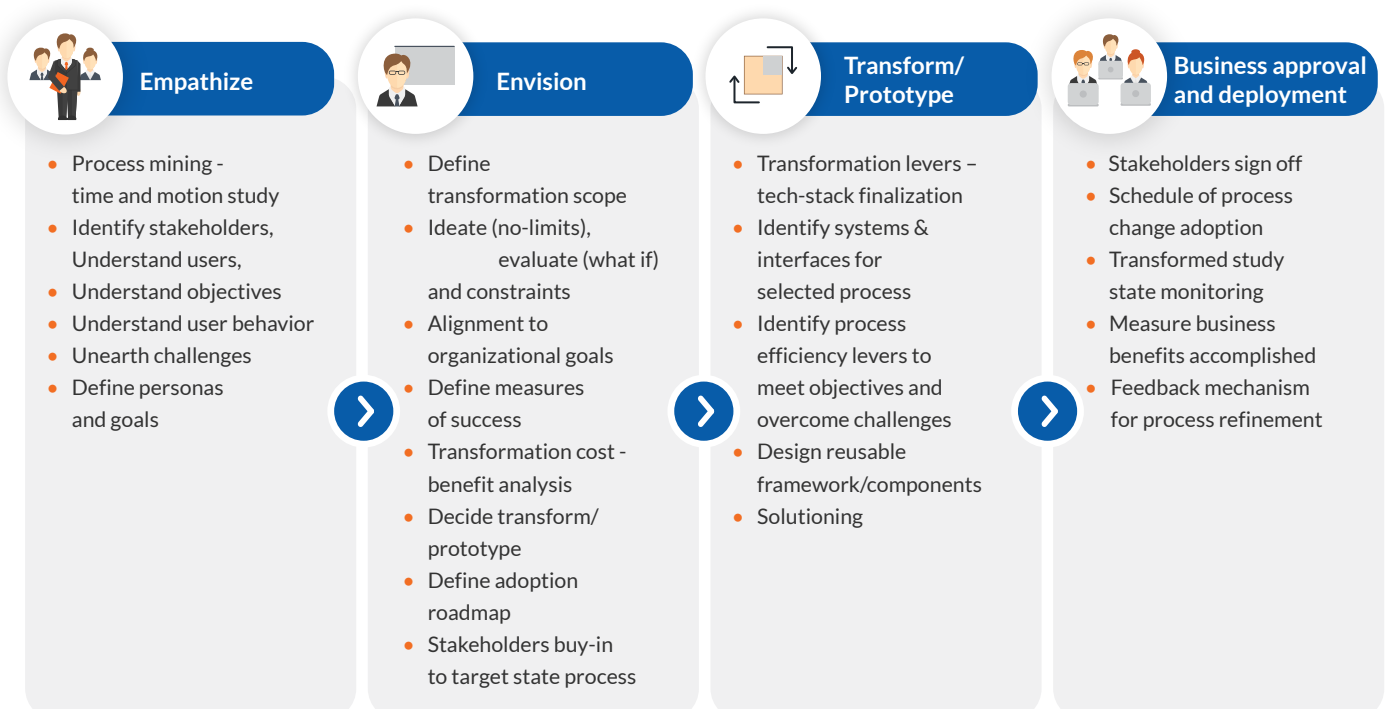 Empathize
Process mining -
time and motion study
Identify stakeholders,
Understand users,
Understand objectives
Understand user behavior
Unearth challenges
Define personas
and goals
Envision
Define
transformation scope
Ideate (no-limits),
evaluate (what if)
and constraints
Alignment to
organizational goals
Define measures
of success
Transformation cost -
benefit analysis
Decide transform/
prototype
Define adoption
roadmap
Stakeholders buy-in
to target state process
Transform/
Prototype
Transformation levers –
tech-stack finalization
Identify systems &
interfaces for
selected process
Identify process
efficiency levers to
meet objectives and
overcome challenges
Design reusable
framework/components
Solutioning
Business approval
and deployment
Stakeholders sign off
Schedule of process
change adoption
Transformed study
state monitoring
Measure business
benefits accomplished
Feedback mechanism
for process refinement